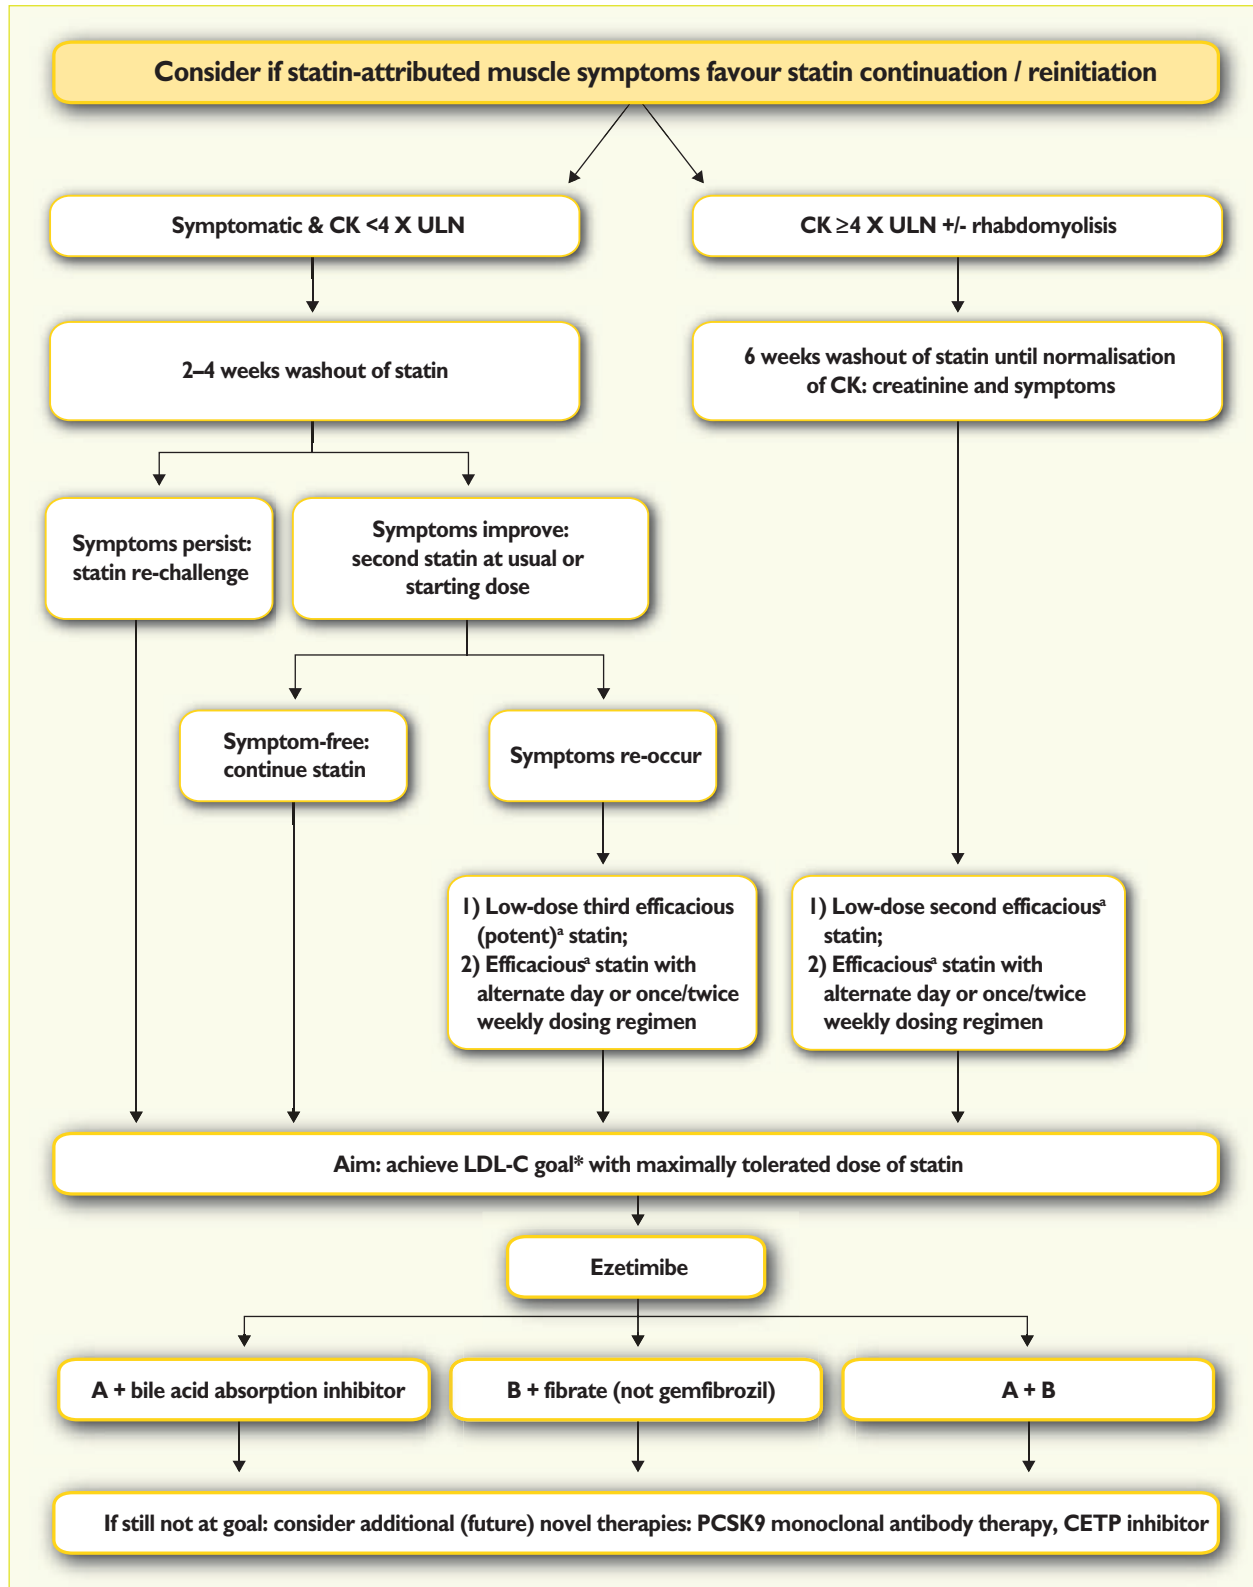 Consider if statin-attributed muscle symptoms favour statin continuation / reinitiation
Symptomatic & CK <4 X ULN
CK ≥4 X ULN +/- rhabdomyolisis
2–4 weeks washout of statin
6 weeks washout of statin until normalisation
of CK: creatinine and symptoms
Symptoms persist:
statin re-challenge
Symptoms improve:
second statin at usual or
starting dose
Symptom-free:
continue statin
Symptoms re-occur
1) Low-dose third efficacious
(potent)ᵃ statin;
2) Efficaciousᵃ statin with
alternate day or once/twice
weekly dosing regimen
1) Low-dose second efficaciousᵃ
statin;
2) Efficaciousᵃ statin with
alternate day or once/twice
weekly dosing regimen
Aim: achieve LDL-C goal* with maximally tolerated dose of statin
Ezetimibe
A + bile acid absorption inhibitor
B + fibrate (not gemfibrozil)
A + B
If still not at goal: consider additional (future) novel therapies: PCSK9 monoclonal antibody therapy, CETP inhibitor